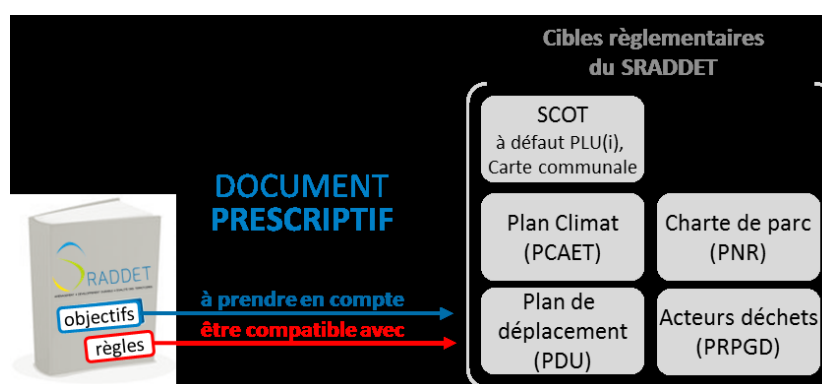 Cibles règlementaires
du SRADDET
SCOT
à défaut PLU(i),
Carte communale
DOCUMENT
PRESCRIPTIF
Plan Climat
(PCAET)
Charte de parc
(PNR)
SRADDET
objectifs
règles
à prendre en compte
être compatible avec
Plan de
déplacement
(PDU)
Acteurs déchets
(PRPGD)